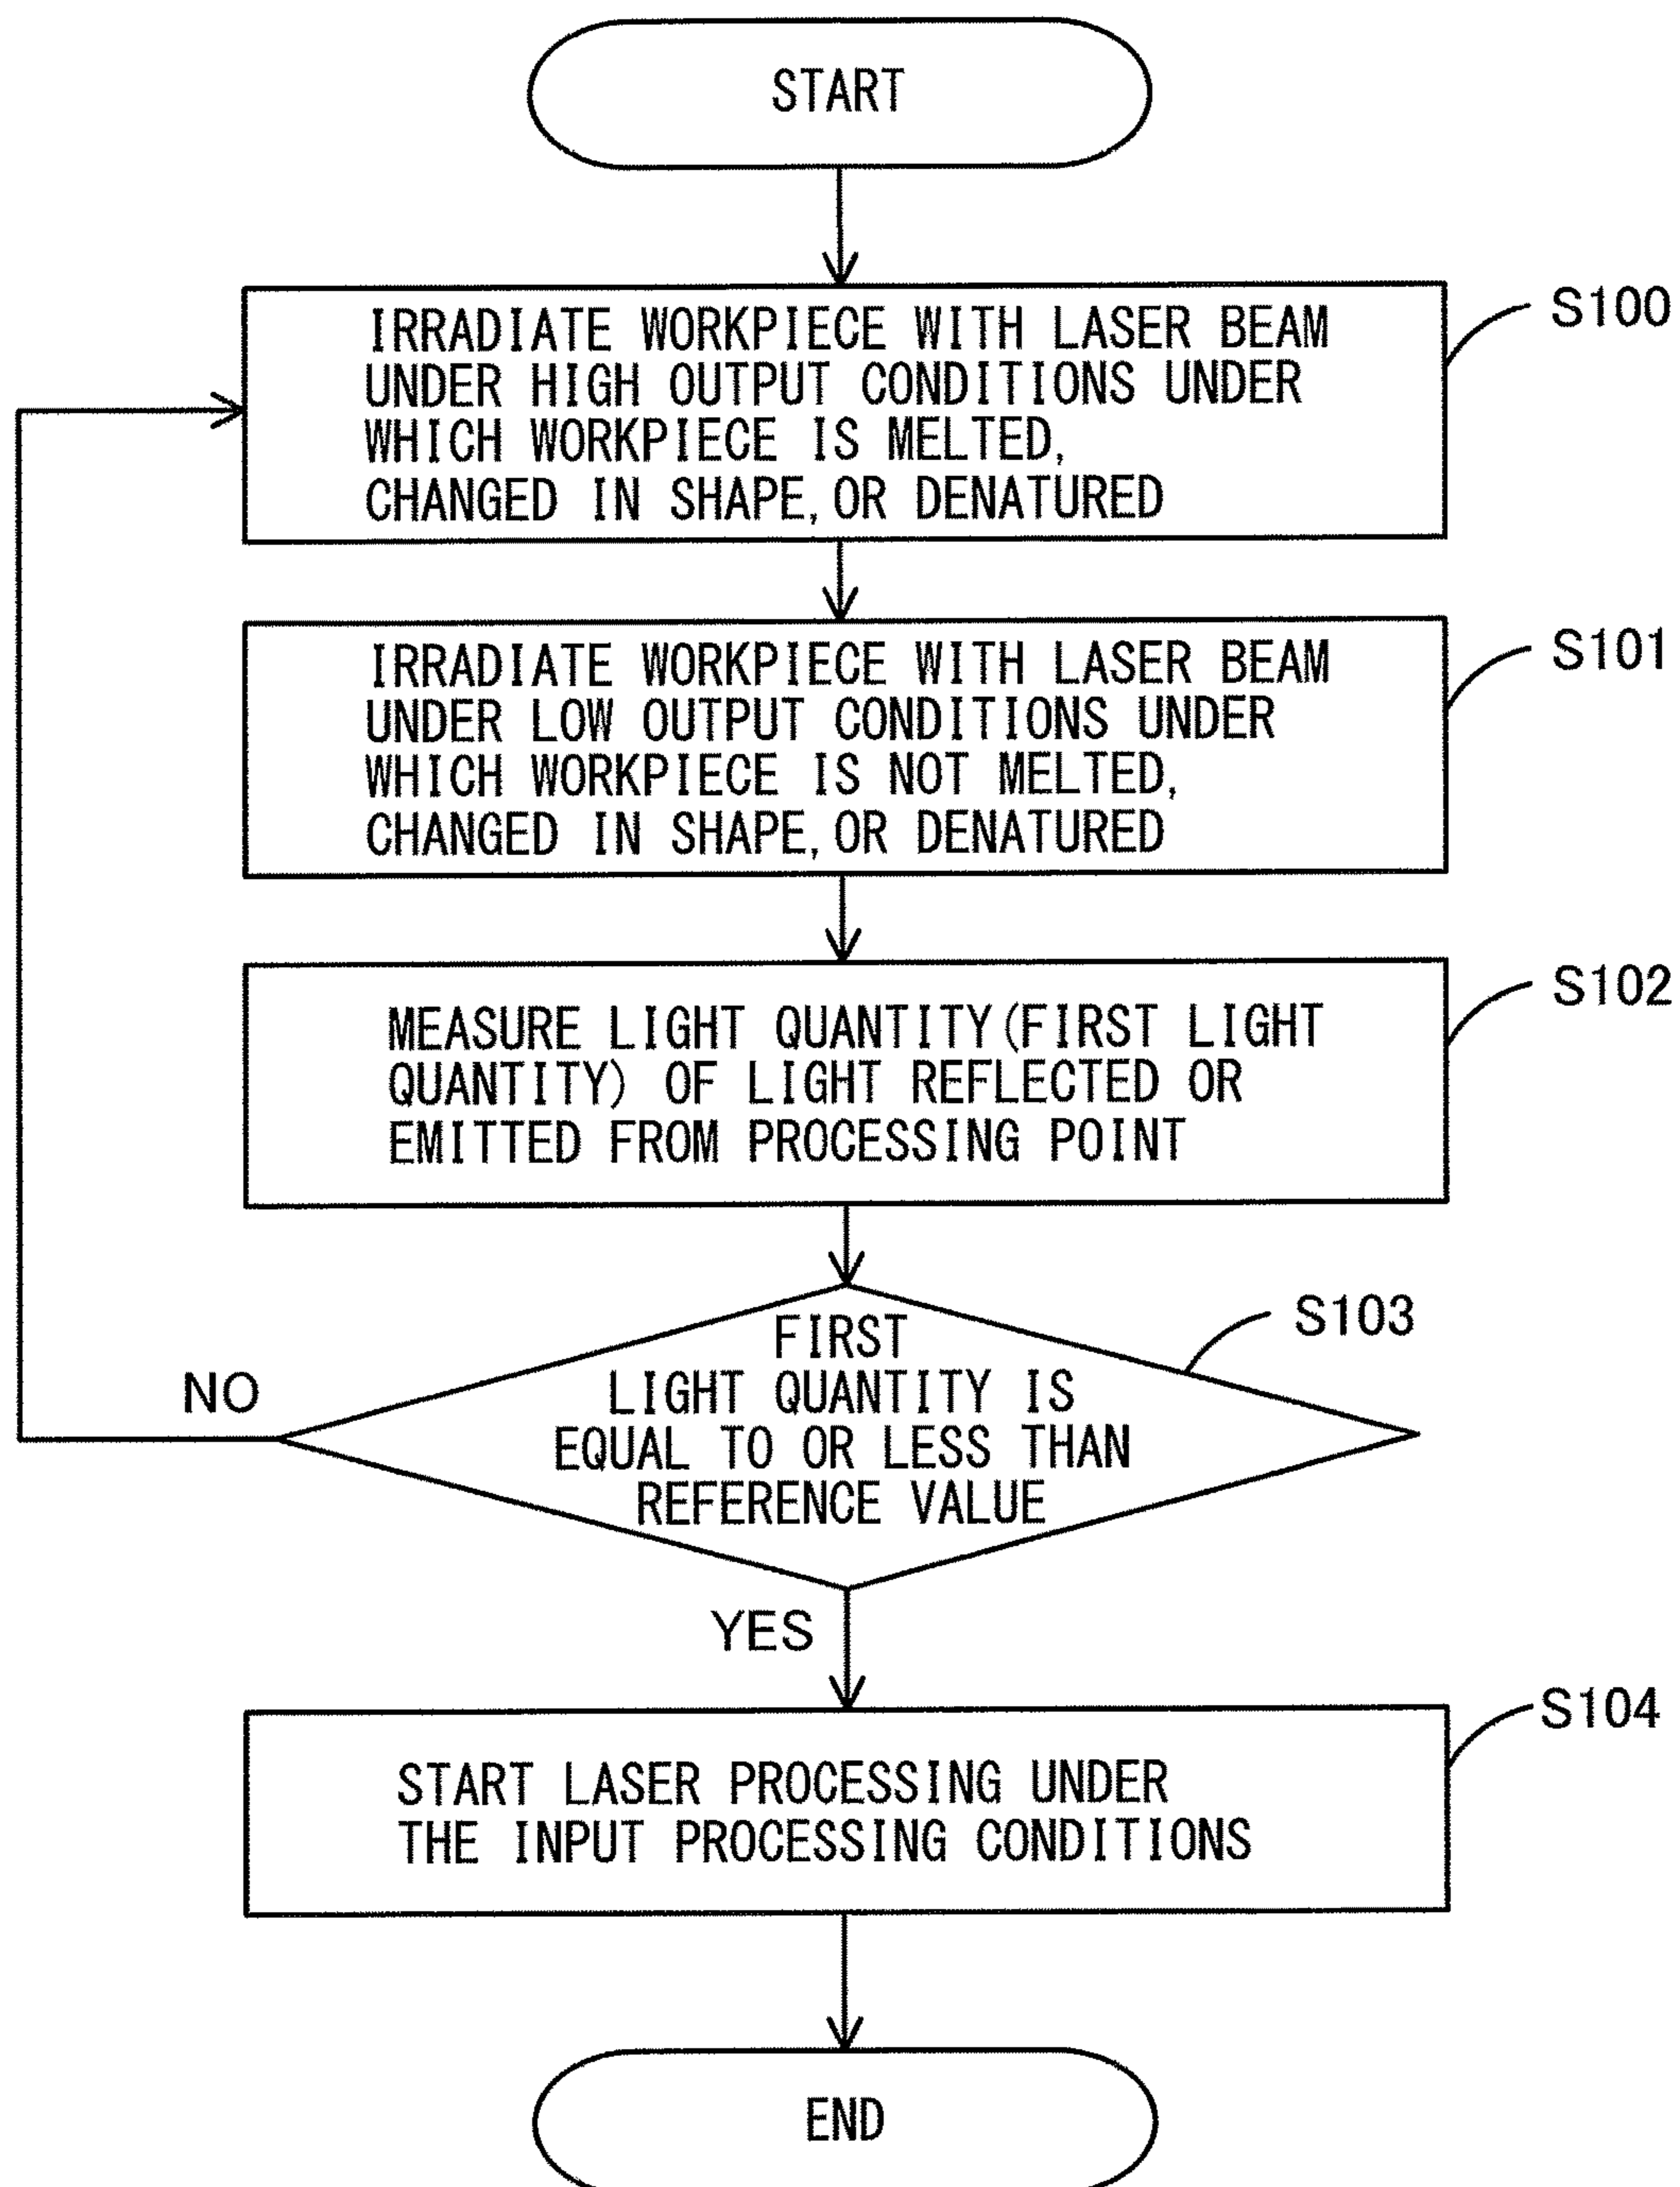 START
IRRADIATE WORKPIECE WITH LASER BEAM
UNDER HIGH OUTPUT CONDITIONS UNDER
WHICH WORKPIECE IS MELTED,
CHANGED IN SHAPE, OR DENATURED
S100
IRRADIATE WORKPIECE WITH LASER BEAM
UNDER LOW OUTPUT CONDITIONS UNDER
WHICH WORKPIECE IS NOT MELTED,
CHANGED IN SHAPE, OR DENATURED
S101
MEASURE LIGHT QUANTITY (FIRST LIGHT
QUANTITY) OF LIGHT REFLECTED OR
EMITTED FROM PROCESSING POINT
S102
FIRST
LIGHT QUANTITY IS
EQUAL TO OR LESS THAN
REFERENCE VALUE
S103
NO
YES
START LASER PROCESSING UNDER
THE INPUT PROCESSING CONDITIONS
S104
END